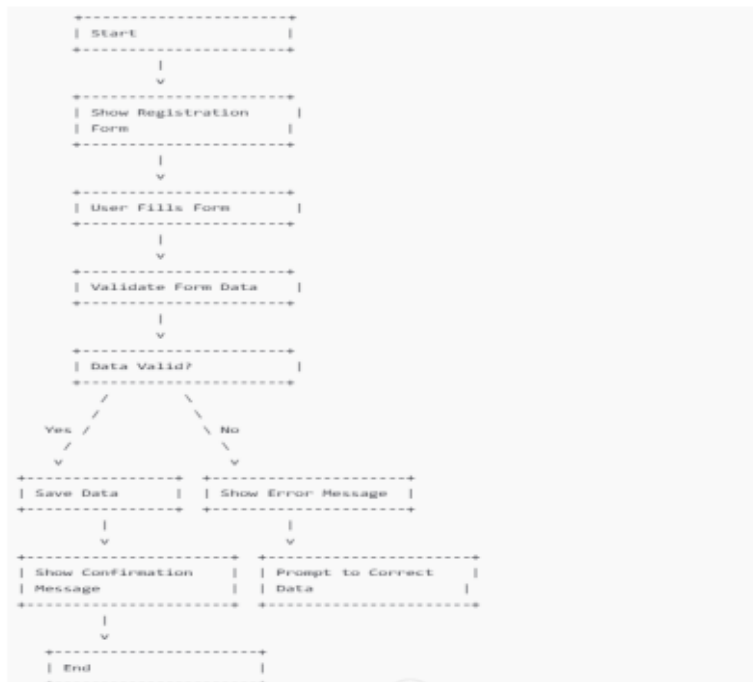 Start
Show Registration
Form
User Fills Form
Validate Form Data
Data Valid?
Yes No
Save Data Show Error Message
Show Confirmation Prompt to Correct
Message Data
End